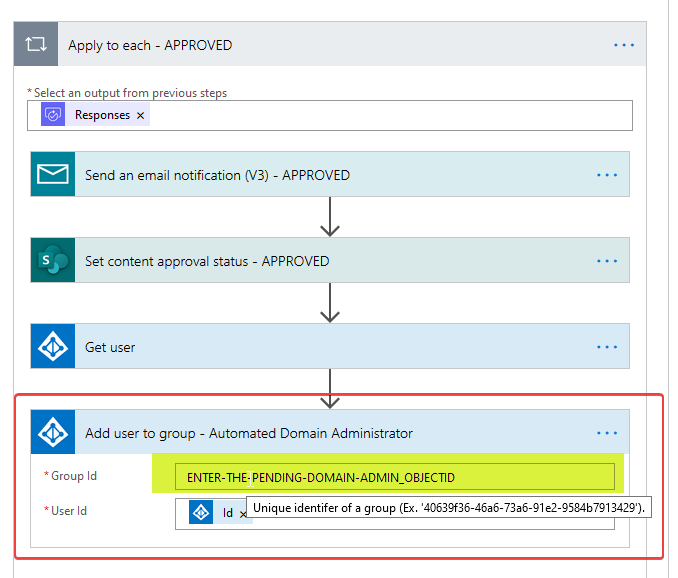 Apply to each - APPROVED
* Select an output from previous steps
Responses ×
Send an email notification (V3) - APPROVED
S
Set content approval status - APPROVED
Get user
Add user to group - Automated Domain Administrator
* Group Id
ENTER-THE-PENDING-DOMAIN-ADMIN_OBJECTID
* User Id
Id ×
Unique identifer of a group (Ex. '40639f36-46a6-73a6-91e2-9584b7913429').